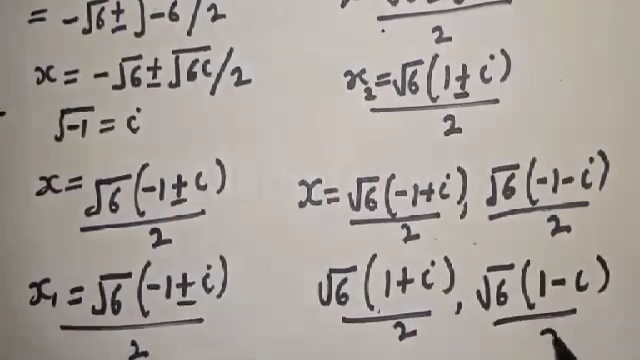 = -√6 ± √-6 / 2
x = -√6 ± √6i / 2
√-1 = i
x = √6 (-1 ± i) / 2
x₁ = √6 (-1 ± i) / 2
2
x₂ = √6 (1 ± i) / 2
x = √6 (-1 + i) / 2, √6 (-1 - i) / 2
√6 (1 + i) / 2, √6 (1 - i) / 2